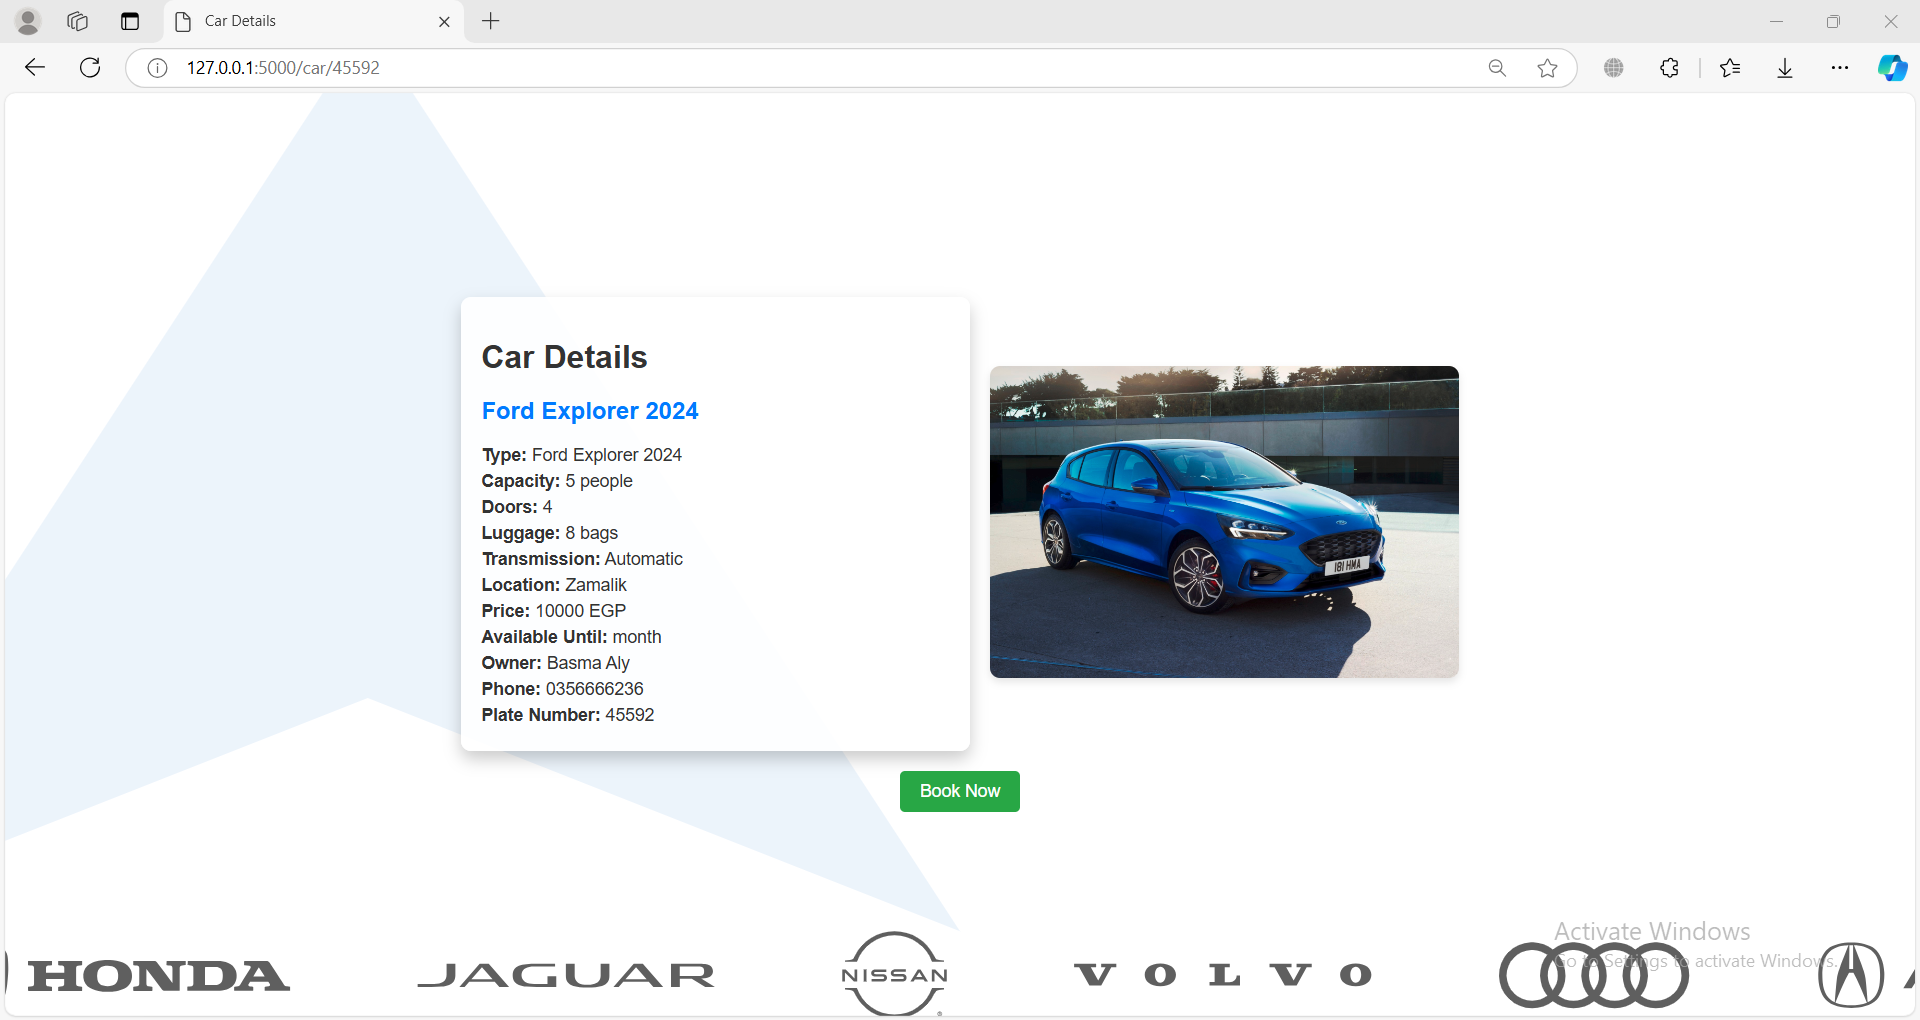 Car Details
127.0.0.1:5000/car/45592
Car Details
Ford Explorer 2024
Type: Ford Explorer 2024
Capacity: 5 people
Doors: 4
Luggage: 8 bags
Transmission: Automatic
Location: Zamalik
Price: 10000 EGP
Available Until: month
Owner: Basma Aly
Phone: 0356666236
Plate Number: 45592
181 HMA
Book Now
Activate Windows
Go to Settings to activate Windows.
HONDA
JAGUAR
NISSAN
VOLVO